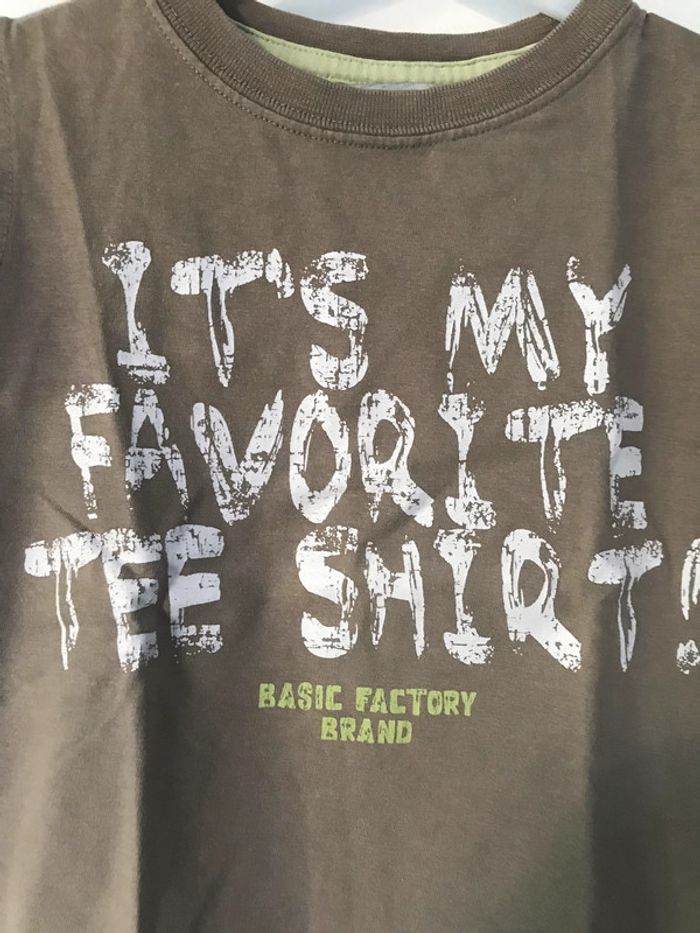 IT'S MY
FAVORITE
TEE SHIRT!
BASIC FACTORY
BRAND